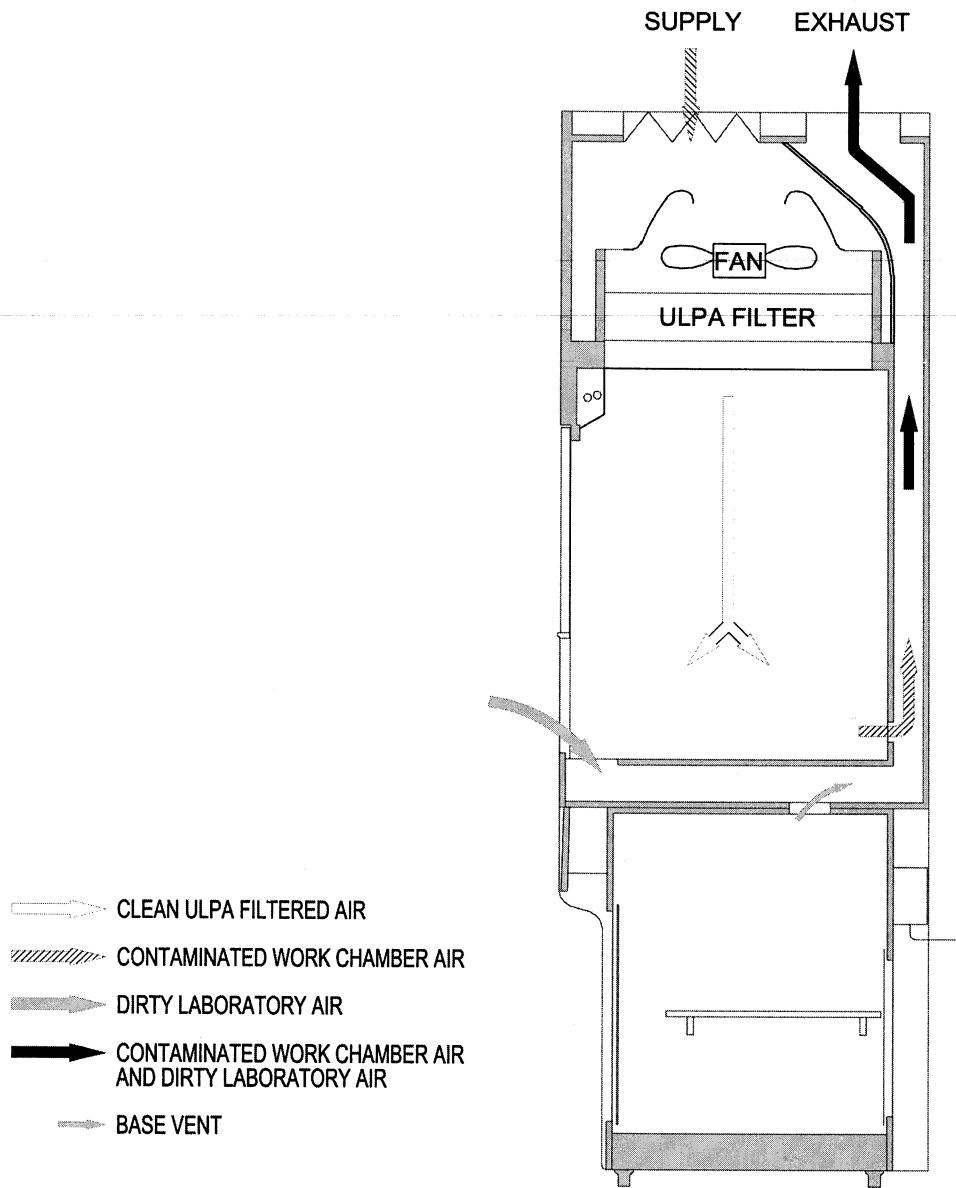 SUPPLY EXHAUST
FAN
ULPA FILTER
CLEAN ULPA FILTERED AIR
CONTAMINATED WORK CHAMBER AIR
DIRTY LABORATORY AIR
CONTAMINATED WORK CHAMBER AIR
AND DIRTY LABORATORY AIR
BASE VENT